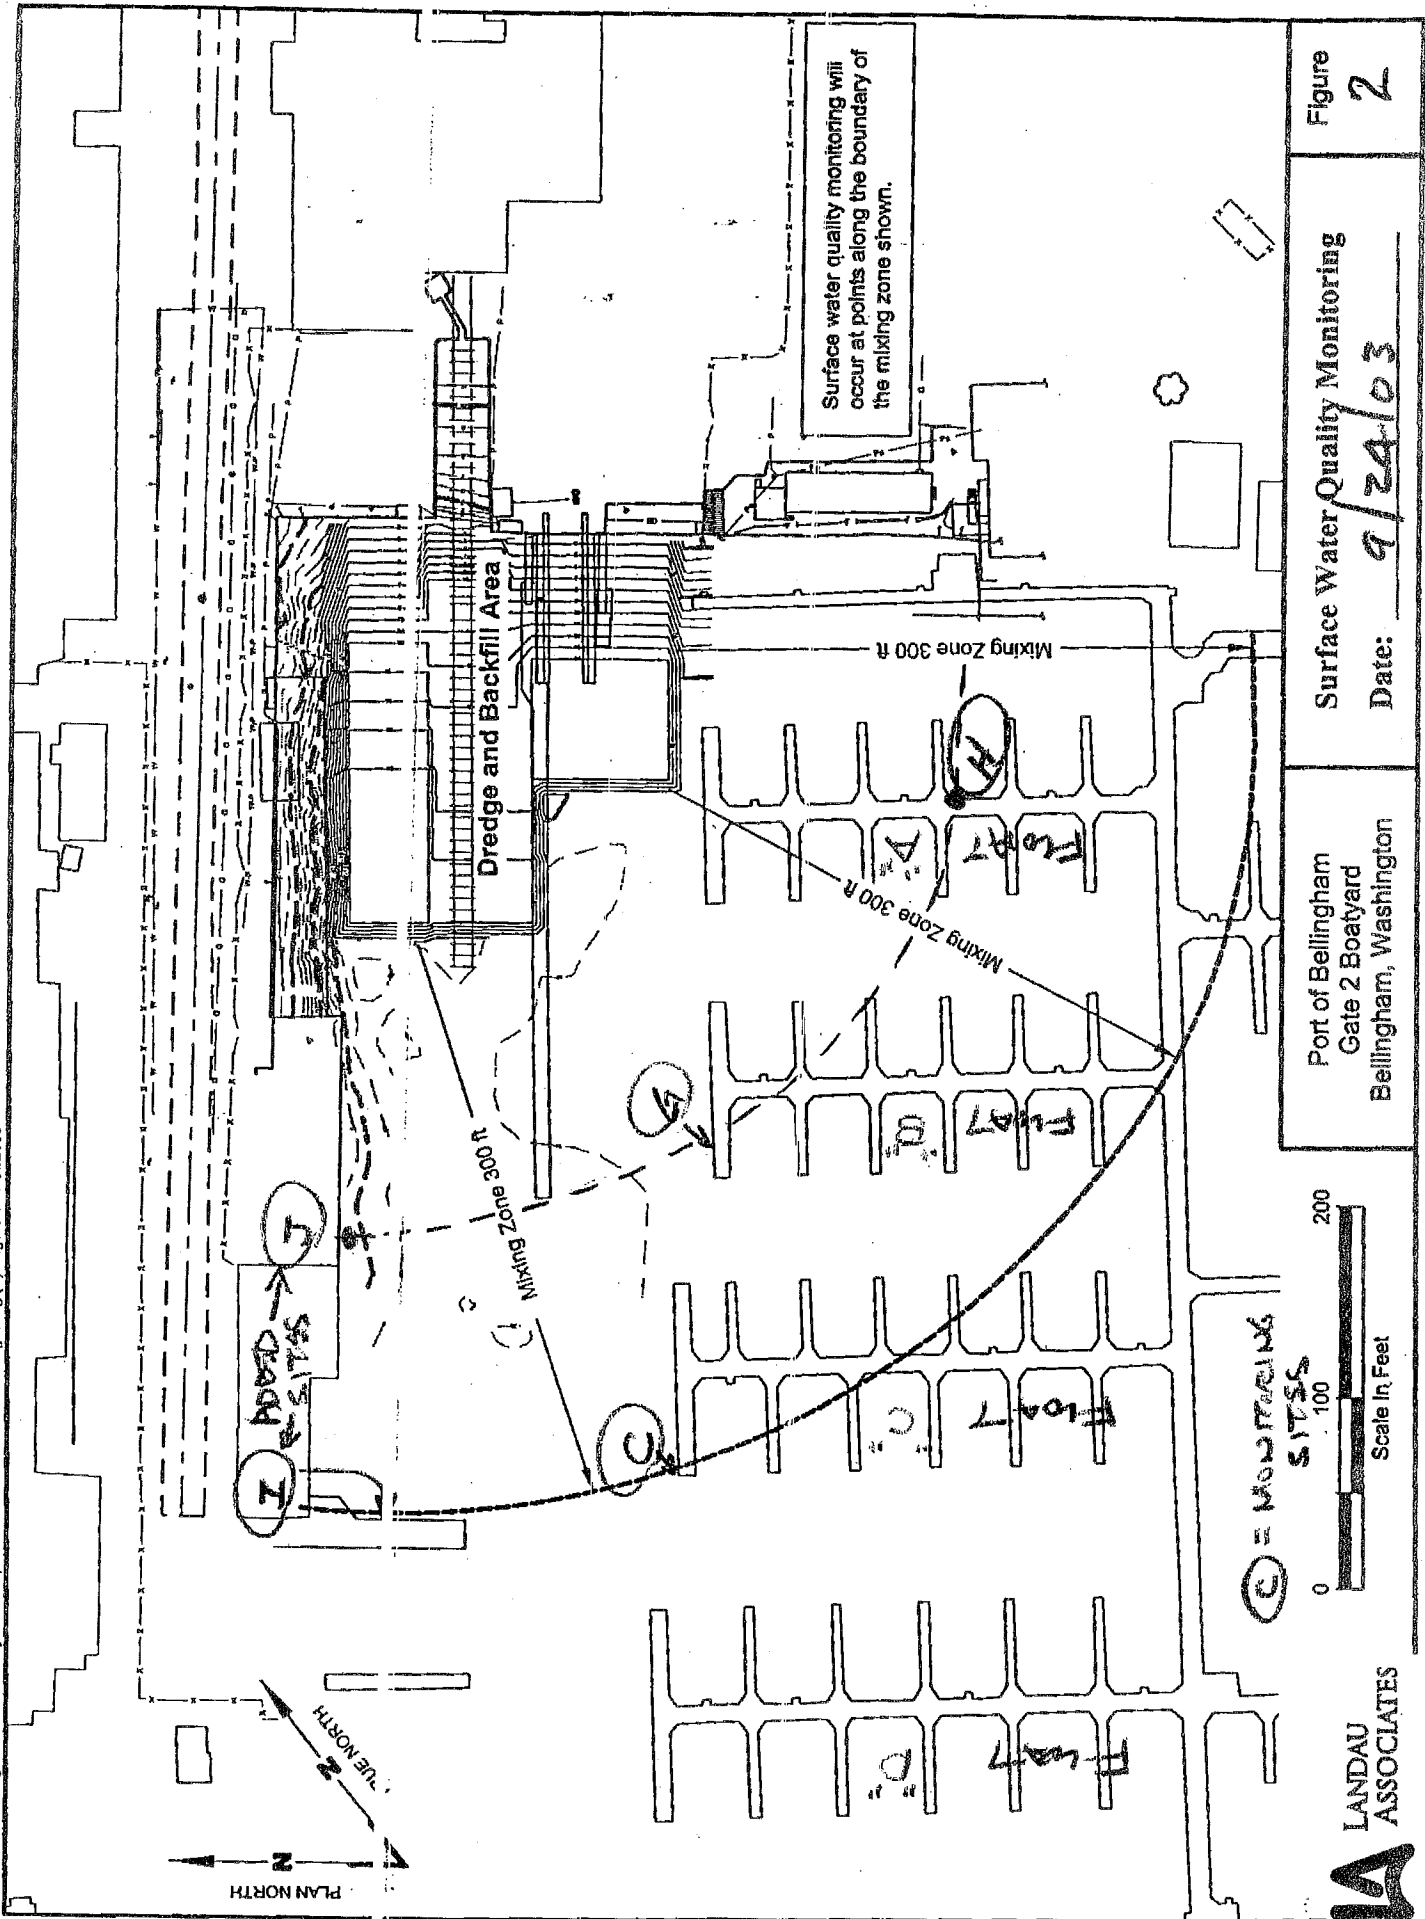 Surface water quality monitoring will
occur at points along the boundary of
the mixing zone shown.
Dredge and Backfill Area
Mixing Zone 300 ft
Mixing Zone 300 ft
Mixing Zone 300 ft
I
ADDED
SITES
J
G
C
H
"A"
FLOAT
"B"
FLOAT
"C"
FLOAT
"D"
FLOAT
PLAN NORTH
N
N
C = MONITORING
SITES
0 100 200
Scale In Feet
LANDAU
ASSOCIATES
Port of Bellingham
Gate 2 Boatyard
Bellingham, Washington
Surface Water Quality Monitoring
Date: 9/24/03
Figure
2